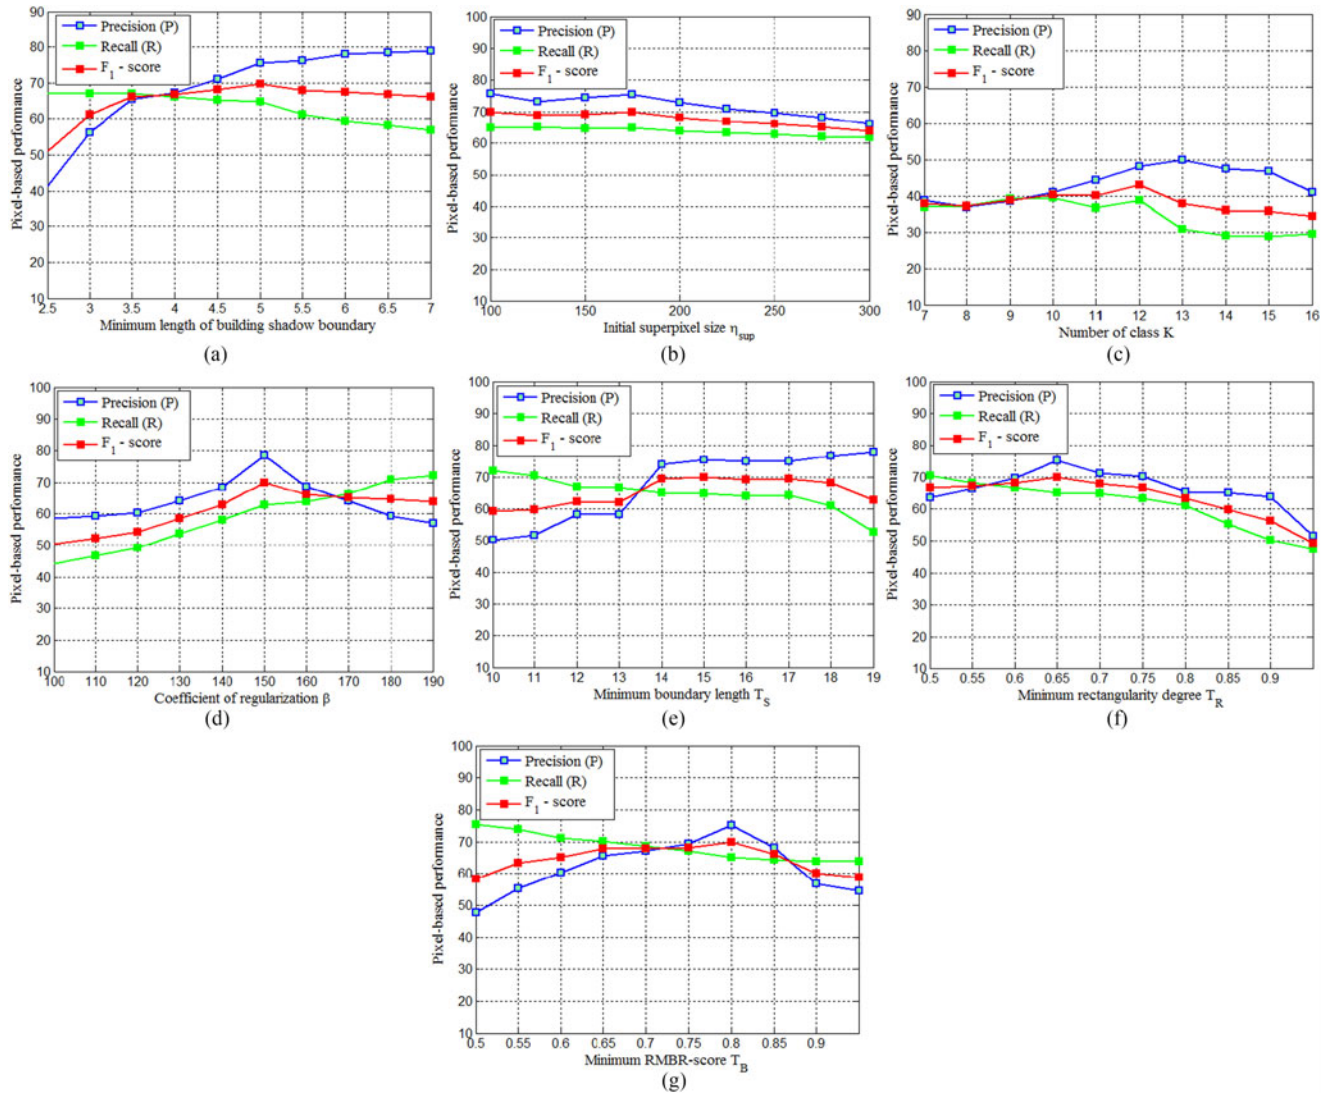 90
80
70
60
50
40
30
20
10
Pixel-based performance
Precision (P)
Recall (R)
F1 - score
2.5 3 3.5 4 4.5 5 5.5 6 6.5 7
Minimum length of building shadow boundary
(a)
100
90
80
70
60
50
40
30
20
10
Pixel-based performance
Precision (P)
Recall (R)
F1 - score
100 150 200 250 300
Initial superpixel size ηsup
(b)
90
80
70
60
50
40
30
20
10
Pixel-based performance
Precision (P)
Recall (R)
F1 - score
7 8 9 10 11 12 13 14 15 16
Number of class K
(c)
100
90
80
70
60
50
40
30
20
10
Pixel-based performance
Precision (P)
Recall (R)
F1 - score
100 110 120 130 140 150 160 170 180 190
Coefficient of regularization β
(d)
100
90
80
70
60
50
40
30
20
10
Pixel-based performance
Precision (P)
Recall (R)
F1 - score
10 11 12 13 14 15 16 17 18 19
Minimum boundary length TS
(e)
100
90
80
70
60
50
40
30
20
10
Pixel-based performance
Precision (P)
Recall (R)
F1 - score
0.5 0.55 0.6 0.65 0.7 0.75 0.8 0.85 0.9
Minimum rectangularity degree TR
(f)
100
90
80
70
60
50
40
30
20
10
Pixel-based performance
Precision (P)
Recall (R)
F1 - score
0.5 0.55 0.6 0.65 0.7 0.75 0.8 0.85 0.9
Minimum RMBR-score TB
(g)